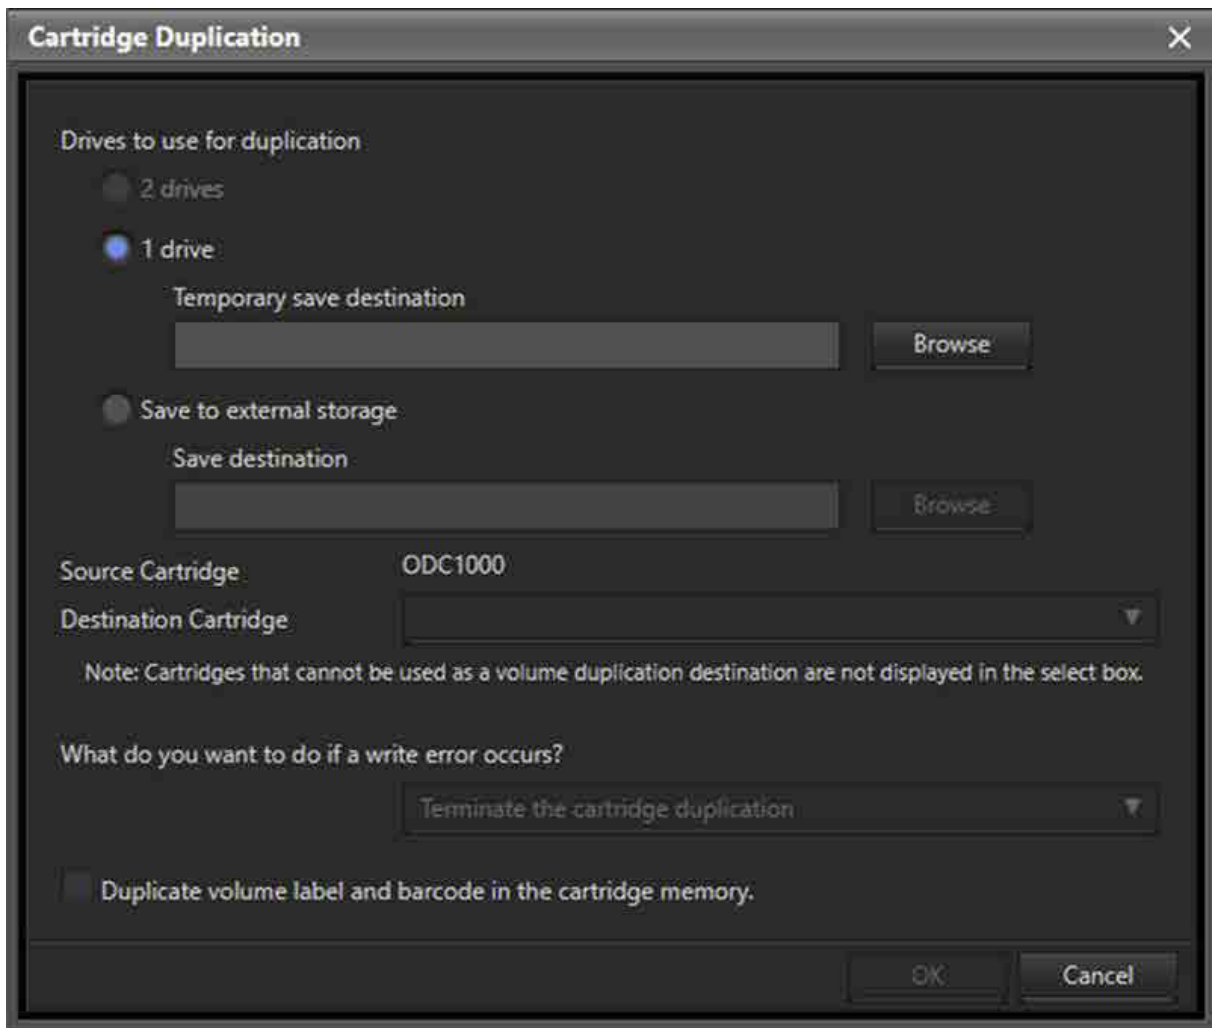 Cartridge Duplication
Drives to use for duplication
2 drives
1 drive
Temporary save destination
Browse
Save to external storage
Save destination
Browse
Source Cartridge ODC1000
Destination Cartridge
Note: Cartridges that cannot be used as a volume duplication destination are not displayed in the select box.
What do you want to do if a write error occurs?
Terminate the cartridge duplication
Duplicate volume label and barcode in the cartridge memory.
OK Cancel